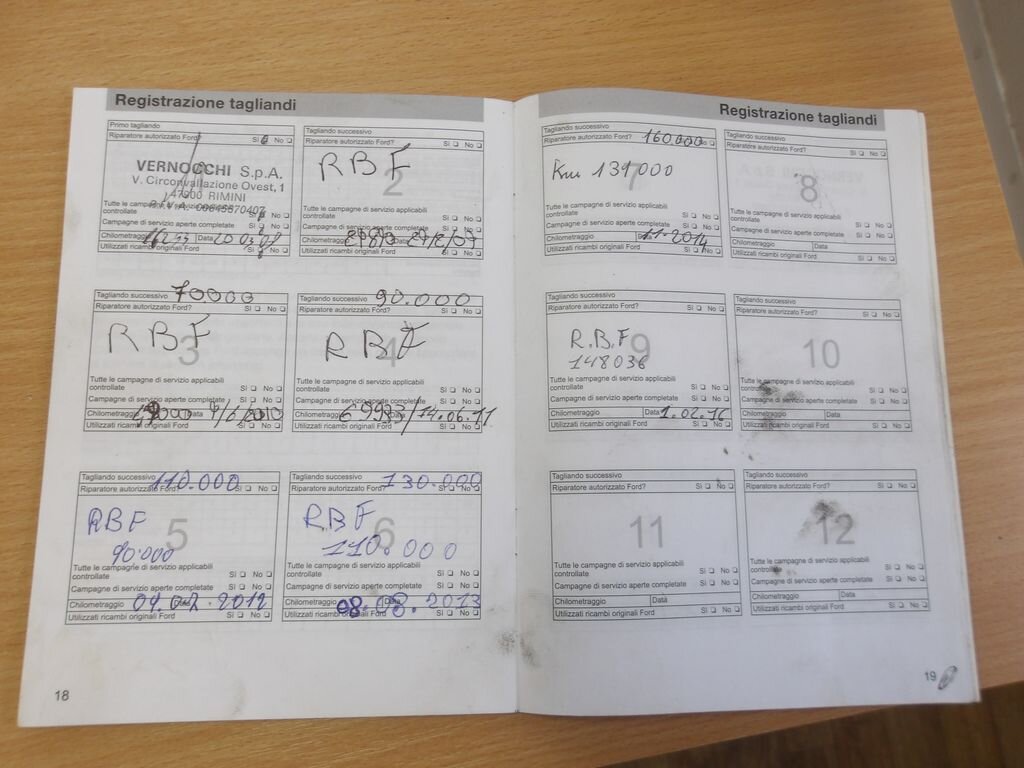 Registrazione tagliandi
Primo tagliando
Riparatore autorizzato Ford? Sì No
VERNOCCHI S.p.A.
V. Circonvallazione Ovest, 1
47900 RIMINI
P. I.V.A.
Tutte le campagne di servizio applicabili
controllate Sì No
Campagne di servizio aperte completate Sì No
Chilometraggio Data 20 03 08
Utilizzati ricambi originali Ford Sì No
Tagliando successivo
Riparatore autorizzato Ford? Sì No
RBF
2
Tutte le campagne di servizio applicabili
controllate Sì No
Campagne di servizio aperte completate Sì No
Chilometraggio Data
Utilizzati ricambi originali Ford Sì No
Tagliando successivo 70000
Riparatore autorizzato Ford?
RBF
3
Tutte le campagne di servizio applicabili
controllate Sì No
Campagne di servizio aperte completate Sì No
Chilometraggio Data
Utilizzati ricambi originali Ford Sì No
Tagliando successivo 90.000
Riparatore autorizzato Ford? Sì No
RBF
4
Tutte le campagne di servizio applicabili
controllate Sì No
Campagne di servizio aperte completate Sì No
Chilometraggio 14.06.11
Utilizzati ricambi originali Ford Sì No
Tagliando successivo 110.000
Riparatore autorizzato Ford? Sì No
RBF
5
90.000
Tutte le campagne di servizio applicabili
controllate Sì No
Campagne di servizio aperte completate Sì No
Chilometraggio Data 2012
Utilizzati ricambi originali Ford Sì No
Tagliando successivo 130.000
Riparatore autorizzato Ford? Sì No
RBF
6
110.000
Tutte le campagne di servizio applicabili
controllate Sì No
Campagne di servizio aperte completate Sì No
Chilometraggio Data 08.08.2013
Utilizzati ricambi originali Ford Sì No
18
Registrazione tagliandi
Tagliando successivo
Riparatore autorizzato Ford? 160000 No
Km 131000
7
Tutte le campagne di servizio applicabili
controllate Sì No
Campagne di servizio aperte completate Sì No
Chilometraggio Data 11-2014
Utilizzati ricambi originali Ford Sì No
Tagliando successivo
Riparatore autorizzato Ford? Sì No
8
Tutte le campagne di servizio applicabili
controllate Sì No
Campagne di servizio aperte completate Sì No
Chilometraggio Data
Utilizzati ricambi originali Ford Sì No
Tagliando successivo
Riparatore autorizzato Ford? Sì No
R.B.F
9
148036
Tutte le campagne di servizio applicabili
controllate Sì No
Campagne di servizio aperte completate Sì No
Chilometraggio Data 1.02.16
Utilizzati ricambi originali Ford Sì No
Tagliando successivo
Riparatore autorizzato Ford? Sì No
10
Tutte le campagne di servizio applicabili
controllate Sì No
Campagne di servizio aperte completate Sì No
Chilometraggio Data
Utilizzati ricambi originali Ford Sì No
Tagliando successivo
Riparatore autorizzato Ford? Sì No
11
Tutte le campagne di servizio applicabili
controllate Sì No
Campagne di servizio aperte completate Sì No
Chilometraggio Data
Utilizzati ricambi originali Ford Sì No
Tagliando successivo
Riparatore autorizzato Ford? Sì No
12
Tutte le campagne di servizio applicabili
controllate Sì No
Campagne di servizio aperte completate Sì No
Chilometraggio Data
Utilizzati ricambi originali Ford Sì No
19